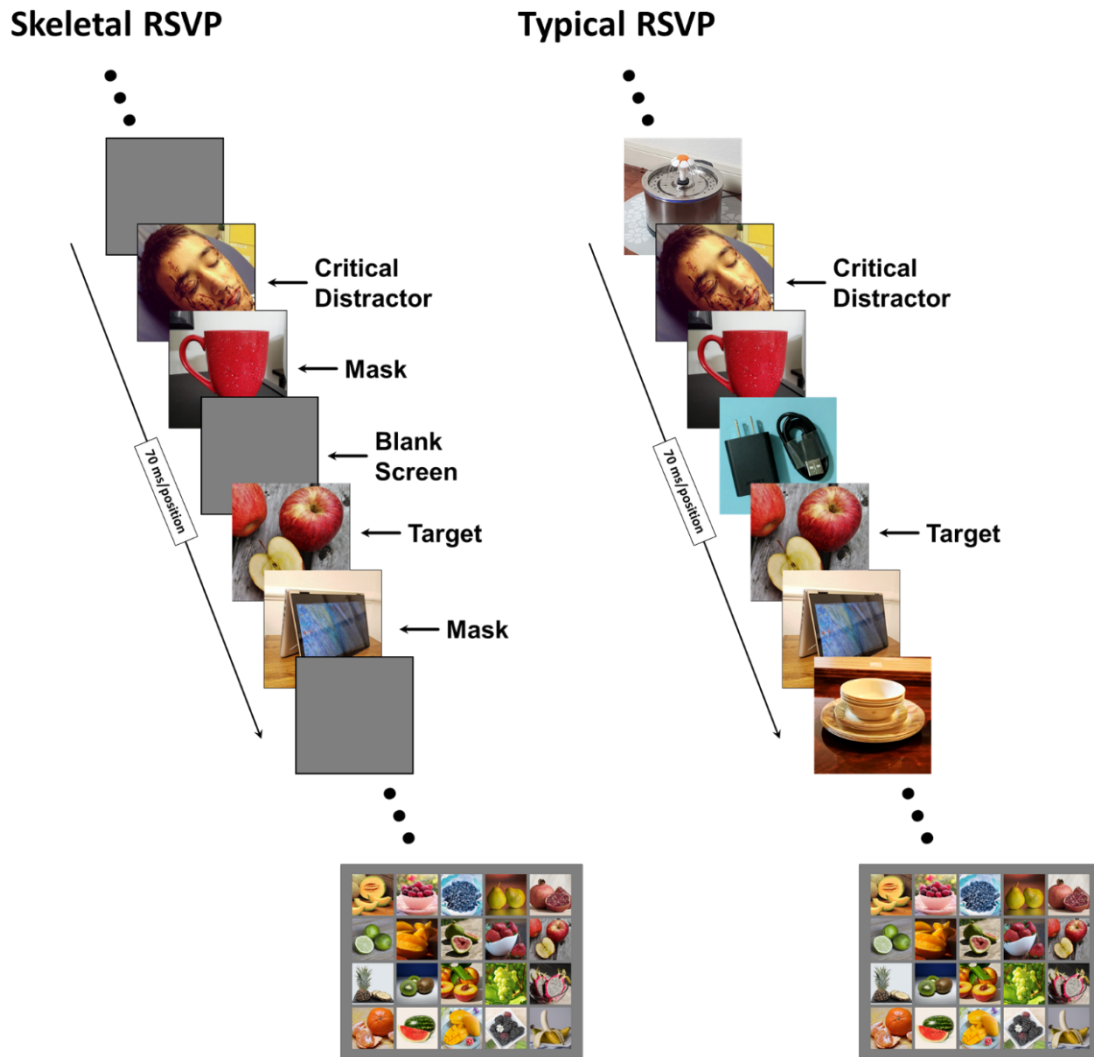 Skeletal RSVP
Typical RSVP
Critical
Distractor
Mask
Blank
Screen
Target
Mask
70 ms/position
Critical
Distractor
Target
70 ms/position